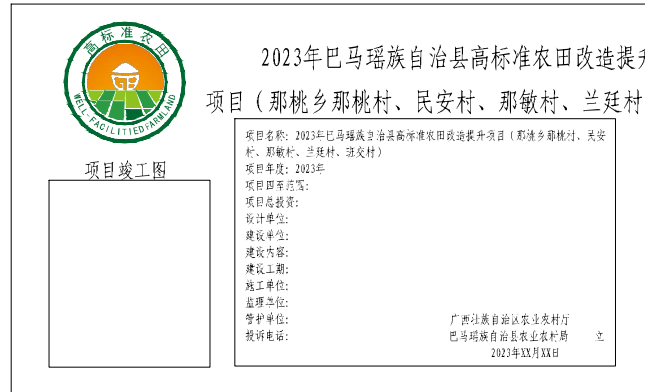 高标准农田
WELL-FACILITIED FARMLAND
2023年巴马瑶族自治县高标准农田改造提升
项目（那桃乡那桃村、民安村、那敏村、兰廷村
项目竣工图
项目名称：2023年巴马瑶族自治县高标准农田改造提升项目（那桃乡那桃村、民安
村、那敏村、兰廷村、班交村）
项目年度：2023年
项目四至范围：
项目总投资：
设计单位：
建设单位：
建设内容：
建设工期：
施工单位：
监理单位：
管护单位：
投诉电话：
广西壮族自治区农业农村厅
巴马瑶族自治县农业农村局 立
2023年XX月XX日